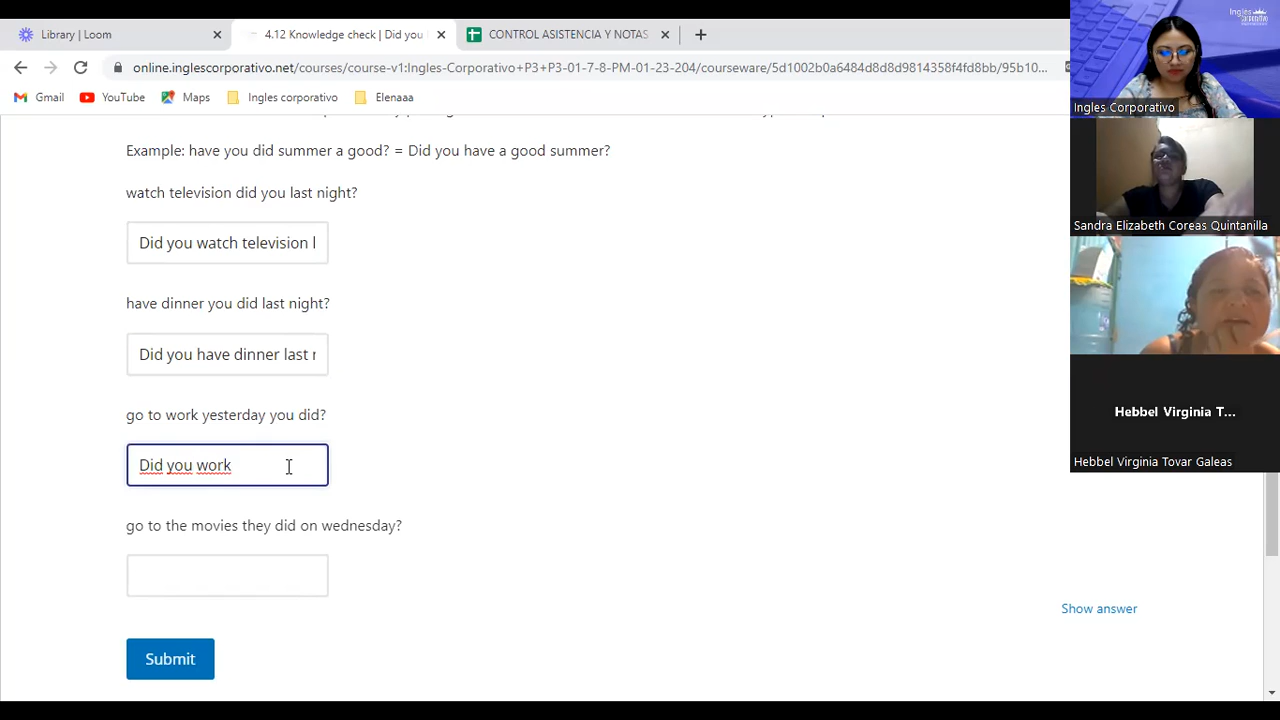 Library | Loom
4.12 Knowledge check | Did you
CONTROL ASISTENCIA Y NOTAS
online.inglescorporativo.net/courses/course-v1:Ingles-Corporativo+P3+P3-01-7-8-PM-01-23-204/courseware/5d1002b0a6484d8d8d9814358f4fd8bb/95b10...
Gmail
YouTube
Maps
Ingles corporativo
Elenaaa
Example: have you did summer a good? = Did you have a good summer?
watch television did you last night?
Did you watch television l
have dinner you did last night?
Did you have dinner last r
go to work yesterday you did?
Did you work
go to the movies they did on wednesday?
Show answer
Submit
Ingles
Corporativo
Ingles Corporativo
Sandra Elizabeth Coreas Quintanilla
Hebbel Virginia T...
Hebbel Virginia Tovar Galeas